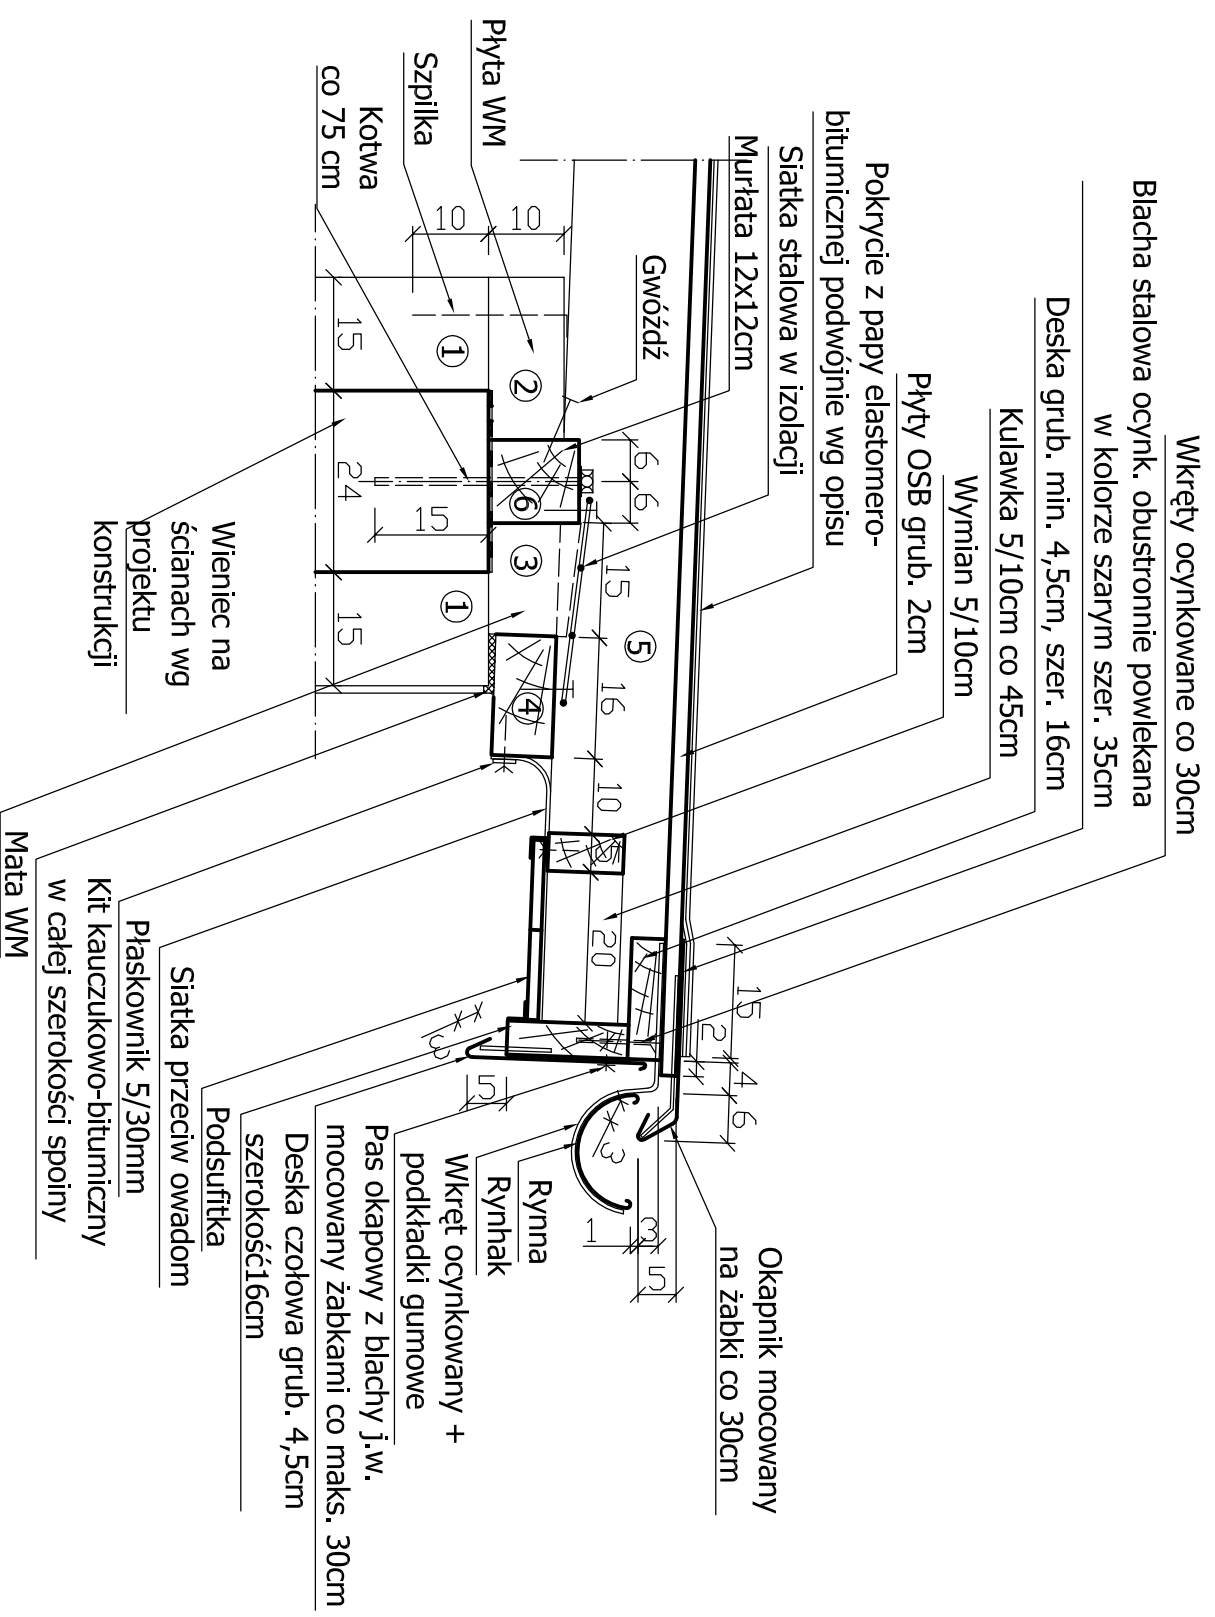 Wkręty ocynkowane co 30cm
Blacha stalowa ocynk. obustronnie powlekana
w kolorze szarym szer. 35cm
Deska grub. min. 4,5cm, szer. 16cm
Kulawka 5/10cm co 45cm
Wymian 5/10cm
Płyty OSB grub. 2cm
Pokrycie z papy elastomero-
bitumicznej podwójnie wg opisu
Siatka stalowa w izolacji
Murłata 12x12cm
Gwóźdź
Płyta WM
Szpilka
Kotwa
co 75 cm
Okapnik mocowany
na żabki co 30cm
15
2
4
6
5
3
1
3
6
6
15
16
10
5
20
10
10
15
24
15
15
5
3
1
2
6
3
1
4
5
Rynna
Rynhak
Wkręt ocynkowany +
podkładki gumowe
Pas okapowy z blachy j.w.
mocowany żabkami co maks. 30cm
Deska czołowa grub. 4,5cm
szerokość16cm
Podsufitka
Siatka przeciw owadom
Płaskownik 5/30mm
Kit kauczukowo-bitumiczny
w całej szerokości spoiny
Mata WM
Wieniec na
ścianach wg
projektu
konstrukcji